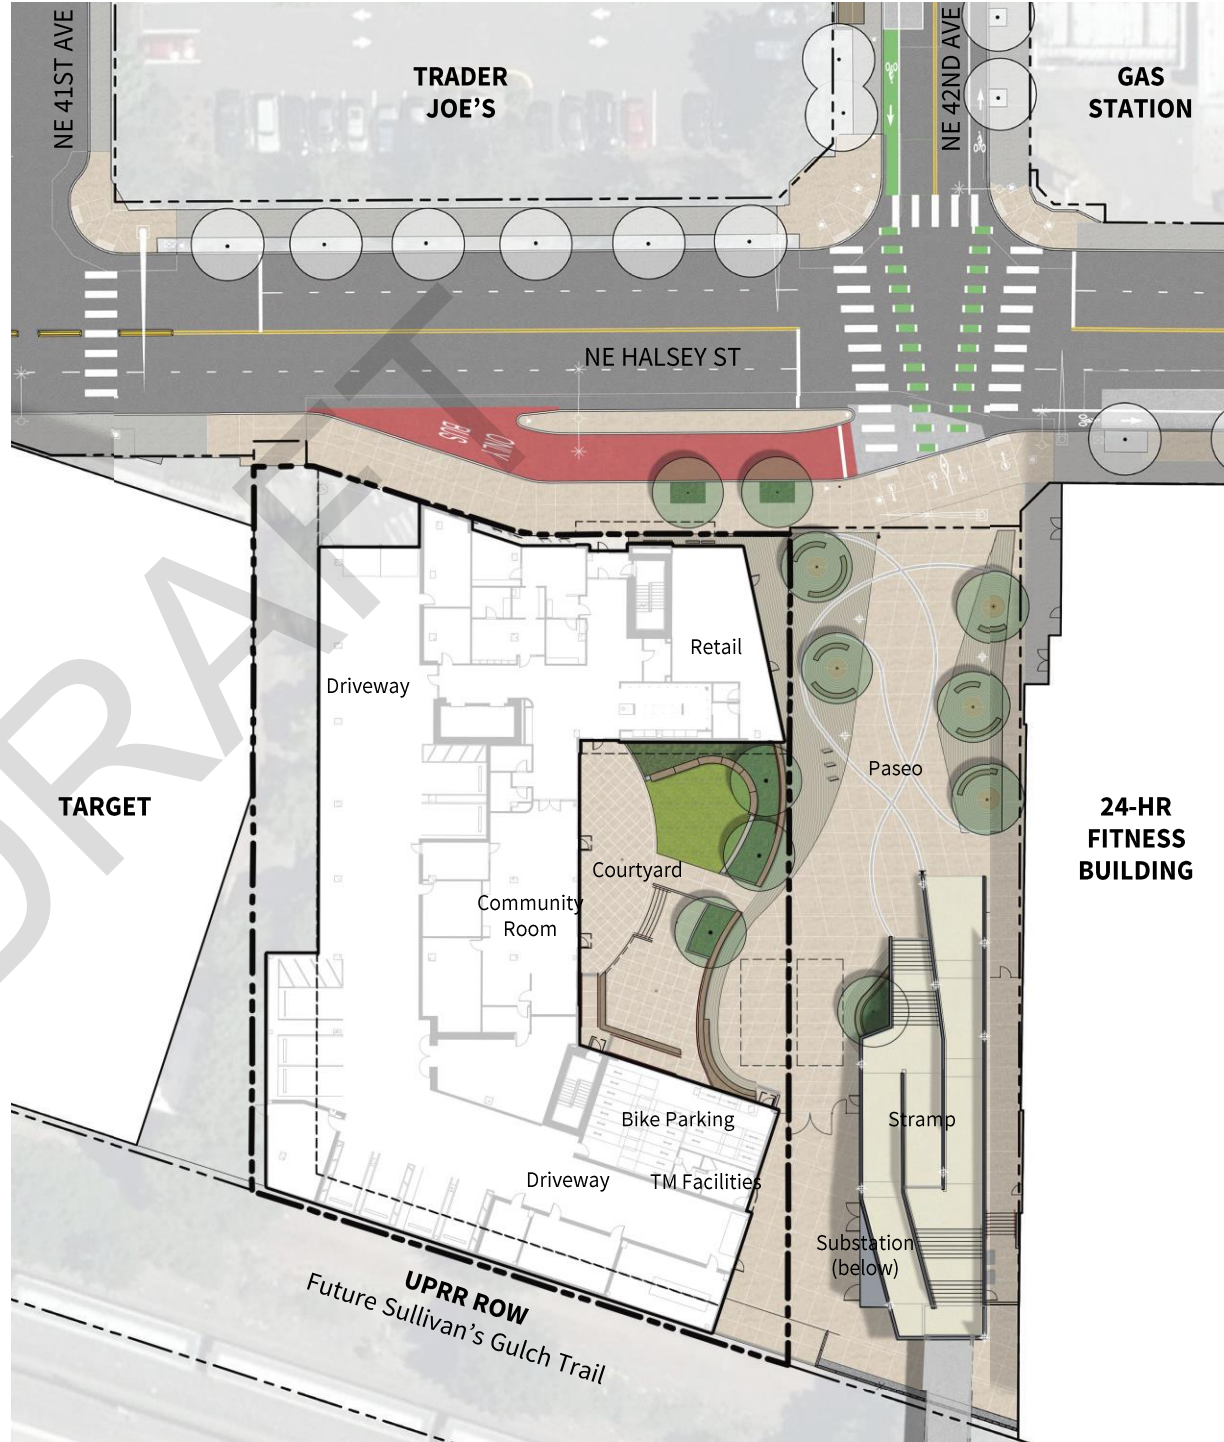 NE 41ST AVE
TRADER
JOE'S
NE 42ND AVE
GAS
STATION
NE HALSEY ST
BUS
ONLY
DRAFT
Retail
Driveway
Paseo
TARGET
24-HR
FITNESS
BUILDING
Courtyard
Community
Room
Bike Parking
Stramp
Driveway
TM Facilities
Substation
(below)
UPRR ROW
Future Sullivan's Gulch Trail